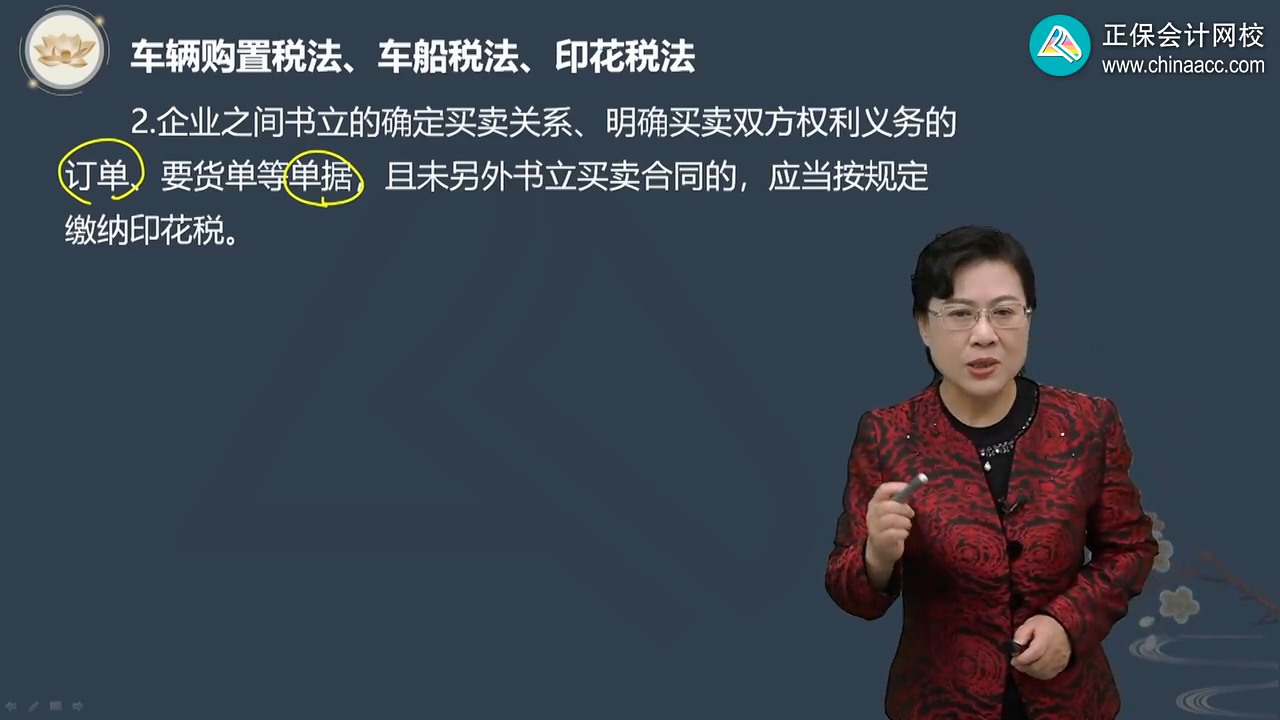 车辆购置税法、车船税法、印花税法
正保会计网校
www.chinaacc.com
2.企业之间书立的确定买卖关系、明确买卖双方权利义务的
订单、要货单等单据，且未另外书立买卖合同的，应当按规定
缴纳印花税。